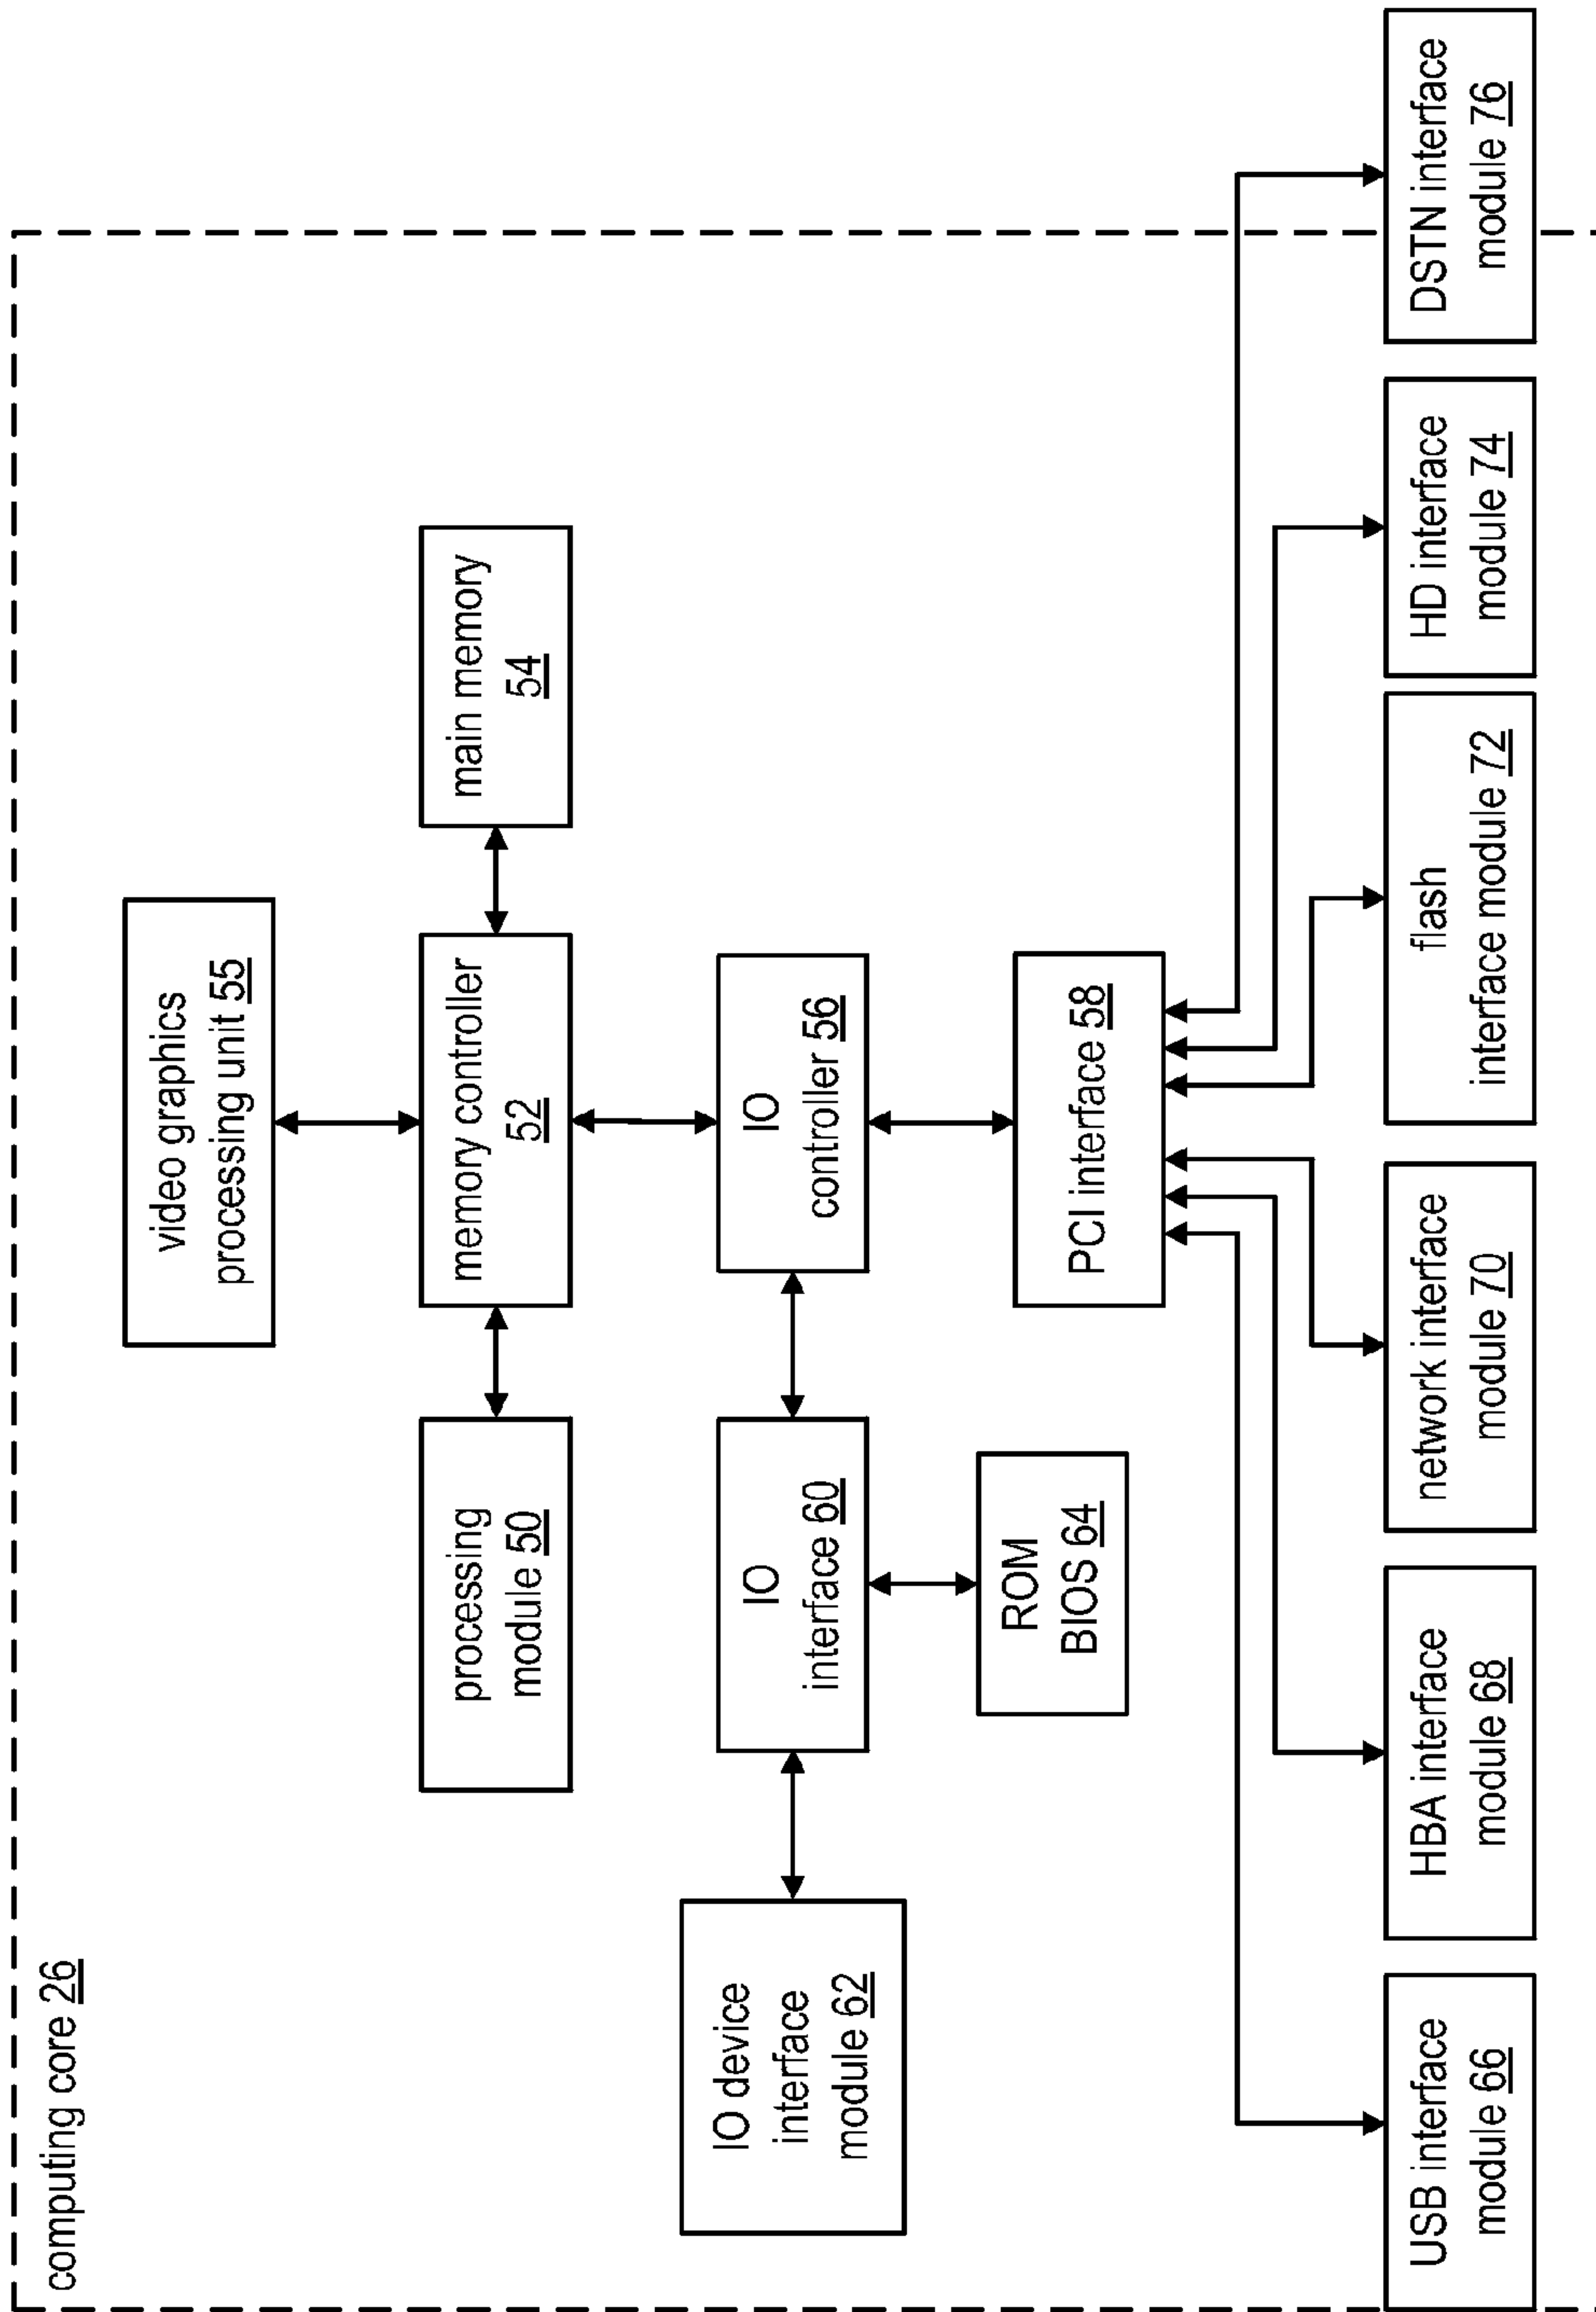 computing core 26
video graphics
processing unit 55
processing
module 50
memory controller
52
main memory
54
IO device
interface
module 62
IO
interface 60
IO
controller 56
ROM
BIOS 64
PCI interface 58
USB interface
module 66
HBA interface
module 68
network interface
module 70
flash
interface module 72
HD interface
module 74
DSTN interface
module 76